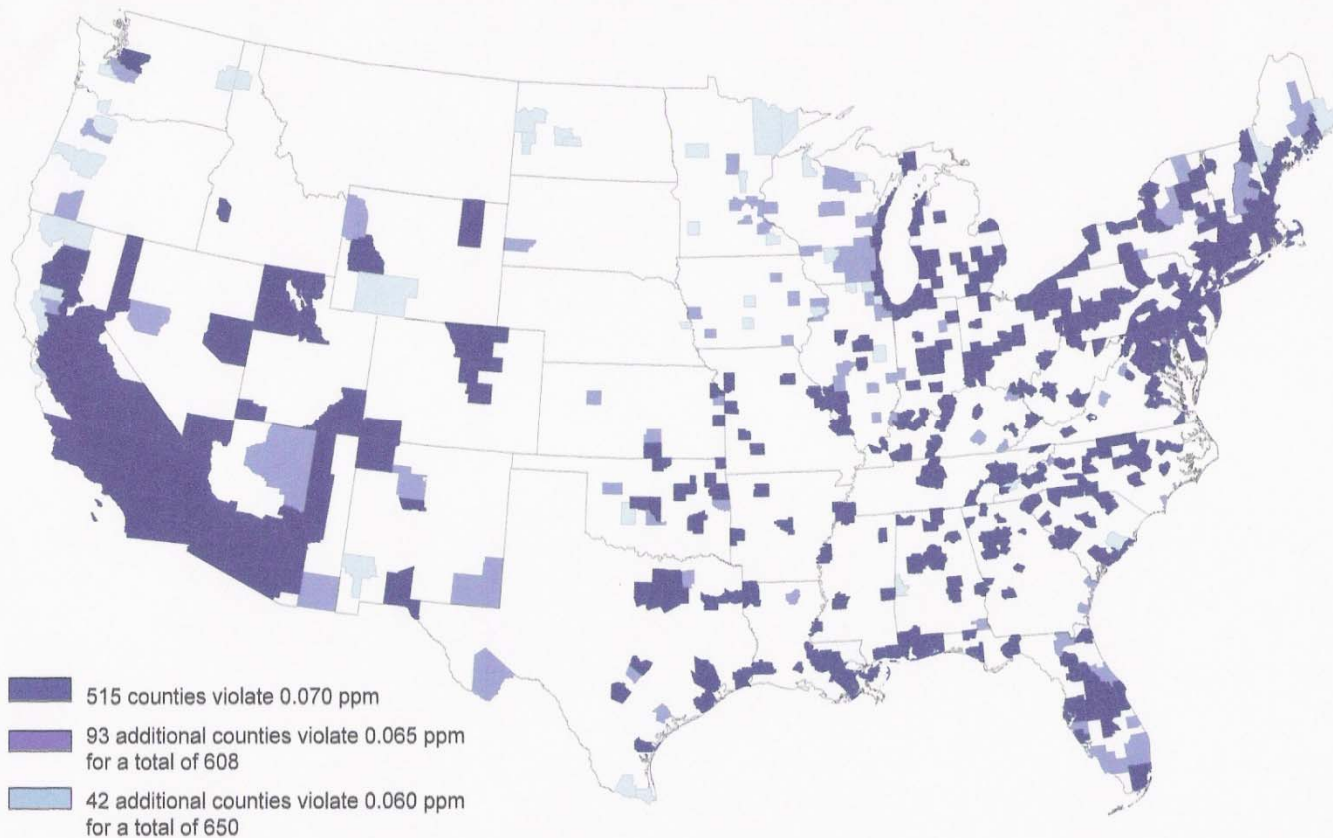 515 counties violate 0.070 ppm
93 additional counties violate 0.065 ppm
for a total of 608
42 additional counties violate 0.060 ppm
for a total of 650